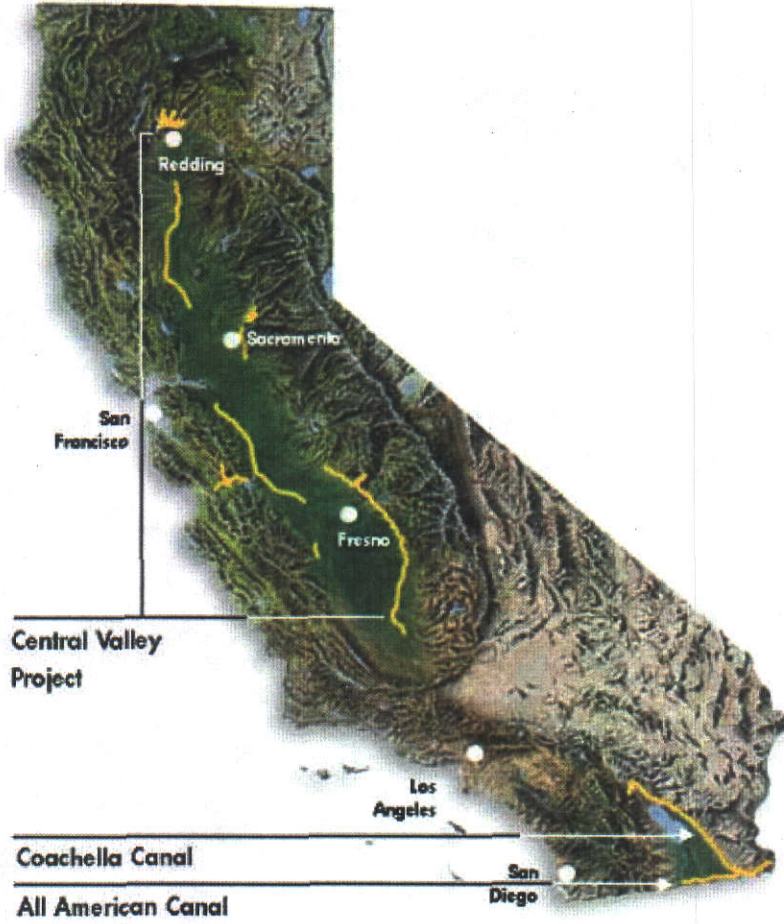 Redding
Sacramento
San
Francisco
Fresno
Central Valley
Project
Los
Angeles
Coachella Canal
San
Diego
All American Canal